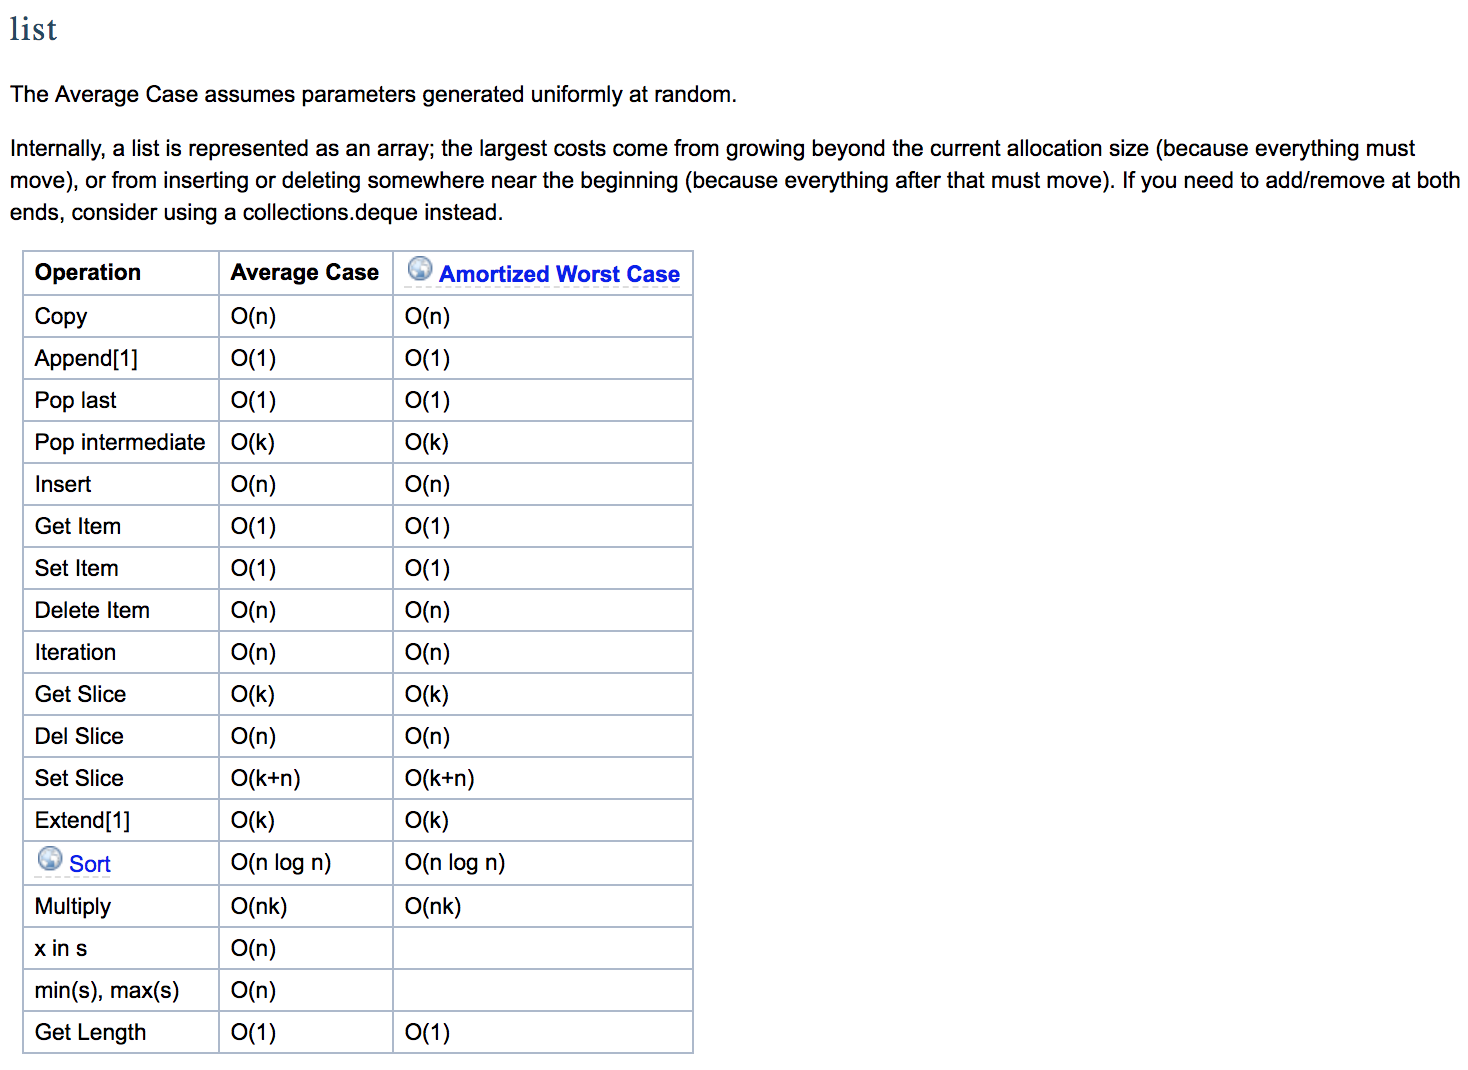 list
The Average Case assumes parameters generated uniformly at random.
Internally, a list is represented as an array; the largest costs come from growing beyond the current allocation size (because everything must
move), or from inserting or deleting somewhere near the beginning (because everything after that must move). If you need to add/remove at both
ends, consider using a collections.deque instead.
Operation Average Case Amortized Worst Case
Copy O(n) O(n)
Append[1] O(1) O(1)
Pop last O(1) O(1)
Pop intermediate O(k) O(k)
Insert O(n) O(n)
Get Item O(1) O(1)
Set Item O(1) O(1)
Delete Item O(n) O(n)
Iteration O(n) O(n)
Get Slice O(k) O(k)
Del Slice O(n) O(n)
Set Slice O(k+n) O(k+n)
Extend[1] O(k) O(k)
Sort O(n log n) O(n log n)
Multiply O(nk) O(nk)
x in s O(n)
min(s), max(s) O(n)
Get Length O(1) O(1)